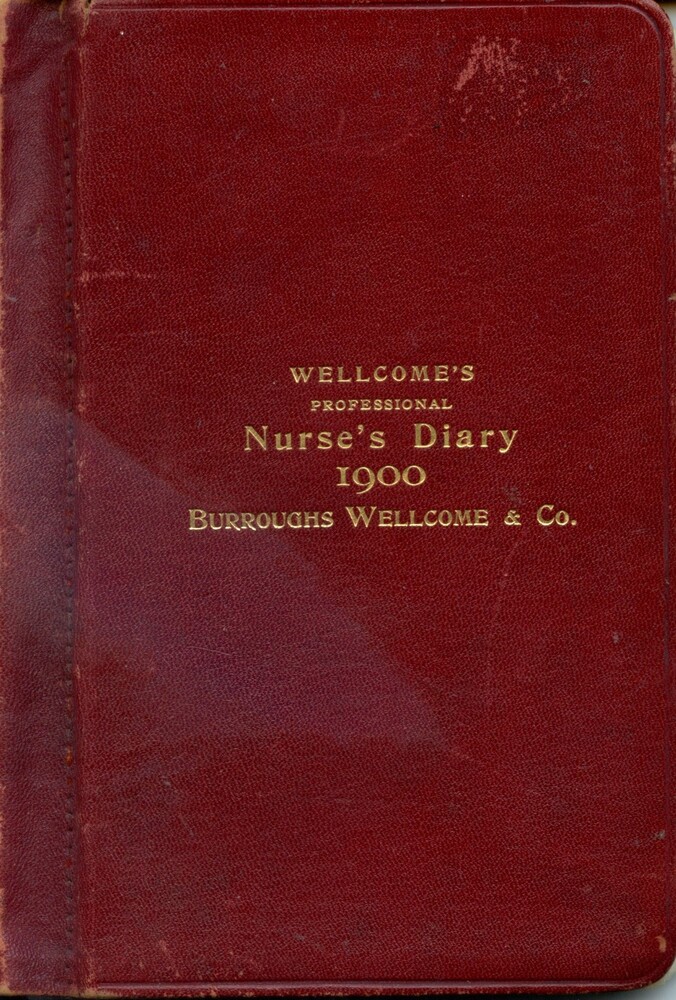 WELLCOME'S
PROFESSIONAL
Nurse's Diary
1900
BURROUGHS WELLCOME & Co.